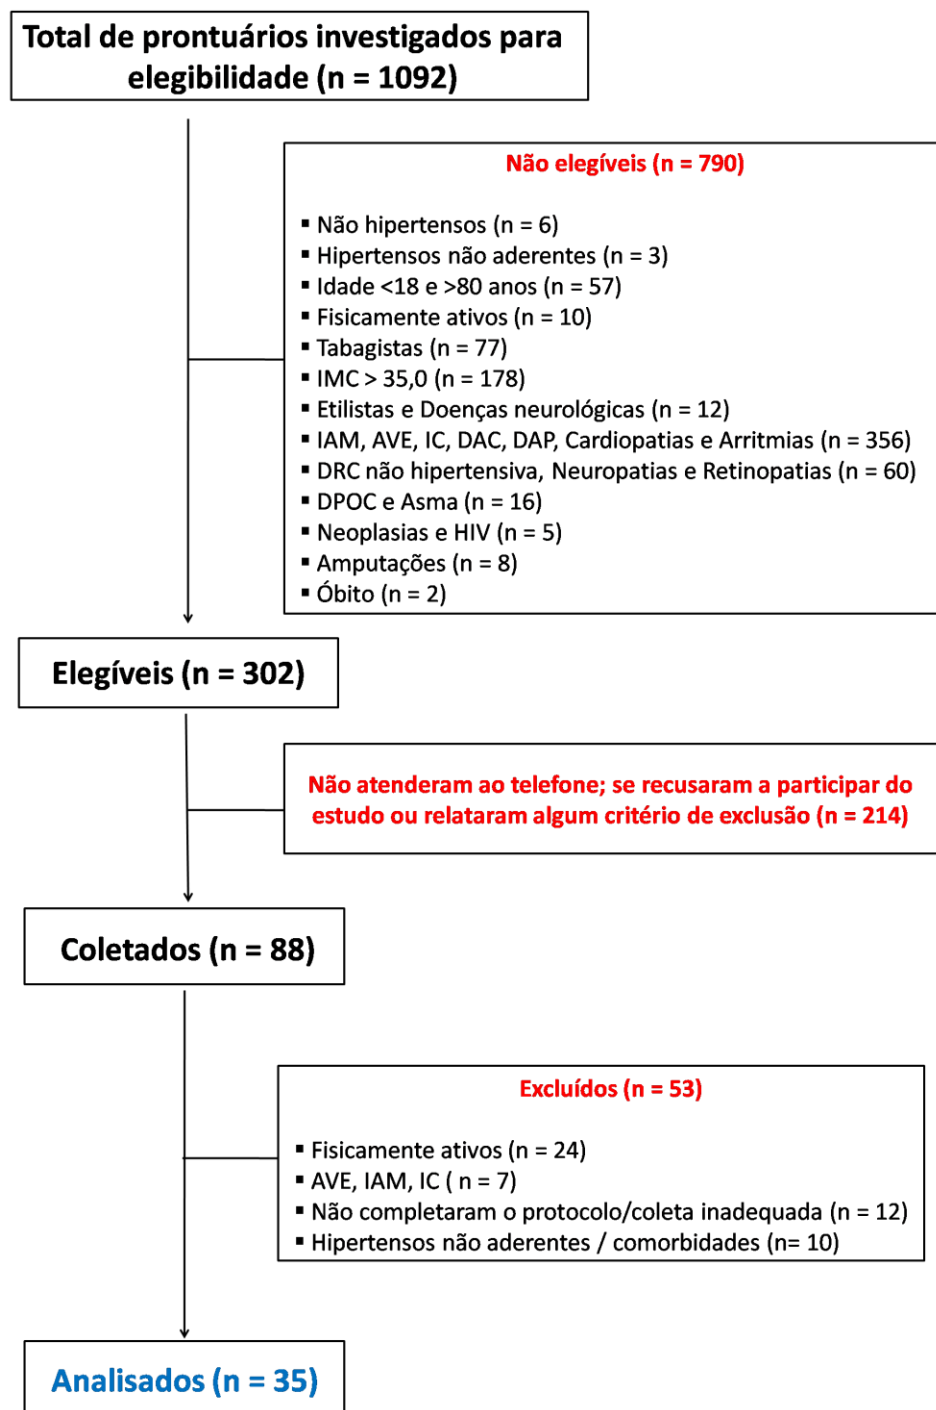 Total de prontuários investigados para
elegibilidade (n = 1092)
Não elegíveis (n = 790)
▪ Não hipertensos (n = 6)
▪ Hipertensos não aderentes (n = 3)
▪ Idade <18 e >80 anos (n = 57)
▪ Fisicamente ativos (n = 10)
▪ Tabagistas (n = 77)
▪ IMC > 35,0 (n = 178)
▪ Etilistas e Doenças neurológicas (n = 12)
▪ IAM, AVE, IC, DAC, DAP, Cardiopatias e Arritmias (n = 356)
▪ DRC não hipertensiva, Neuropatias e Retinopatias (n = 60)
▪ DPOC e Asma (n = 16)
▪ Neoplasias e HIV (n = 5)
▪ Amputações (n = 8)
▪ Óbito (n = 2)
Elegíveis (n = 302)
Não atenderam ao telefone; se recusaram a participar do
estudo ou relataram algum critério de exclusão (n = 214)
Coletados (n = 88)
Excluídos (n = 53)
▪ Fisicamente ativos (n = 24)
▪ AVE, IAM, IC ( n = 7)
▪ Não completaram o protocolo/coleta inadequada (n = 12)
▪ Hipertensos não aderentes / comorbidades (n= 10)
Analisados (n = 35)